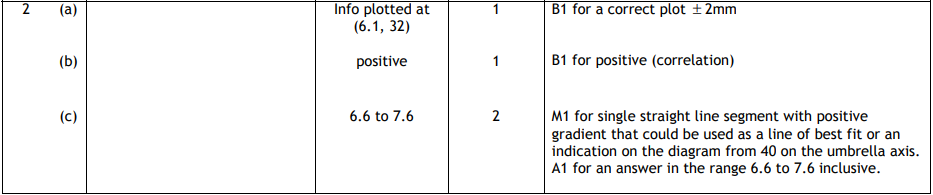 2 (a) Info plotted at 1 B1 for a correct plot ±2mm
(6.1, 32)
(b) positive 1 B1 for positive (correlation)
(c) 6.6 to 7.6 2 M1 for single straight line segment with positive
gradient that could be used as a line of best fit or an
indication on the diagram from 40 on the umbrella axis.
A1 for an answer in the range 6.6 to 7.6 inclusive.